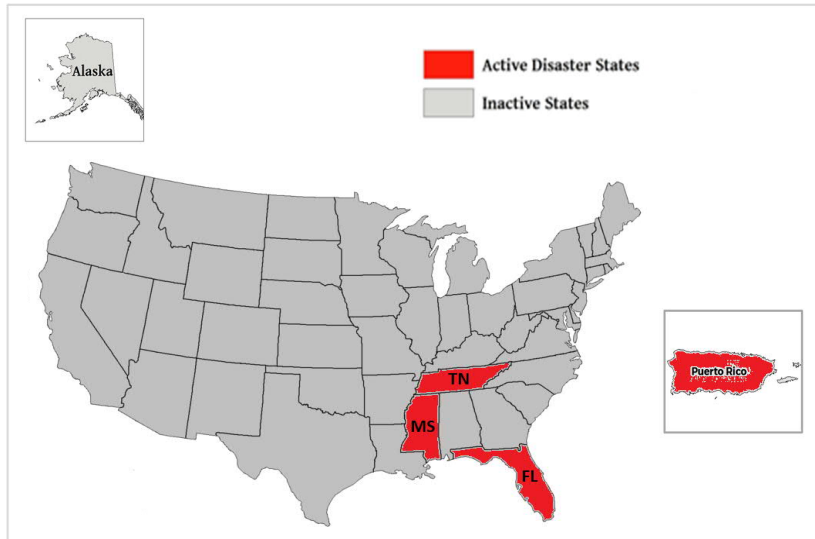 Alaska
Active Disaster States
Inactive States
TN
MS
FL
Puerto Rico